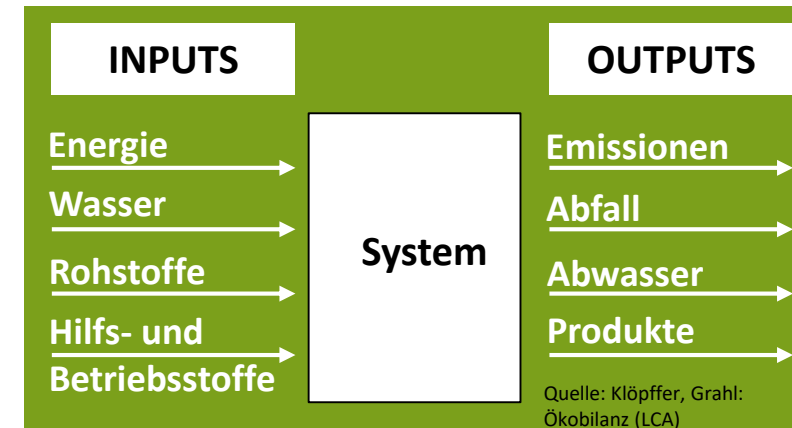 INPUTS
Energie
Wasser
Rohstoffe
Hilfs- und
Betriebsstoffe
System
OUTPUTS
Emissionen
Abfall
Abwasser
Produkte
Quelle: Klöpffer, Grahl:
Ökobilanz (LCA)